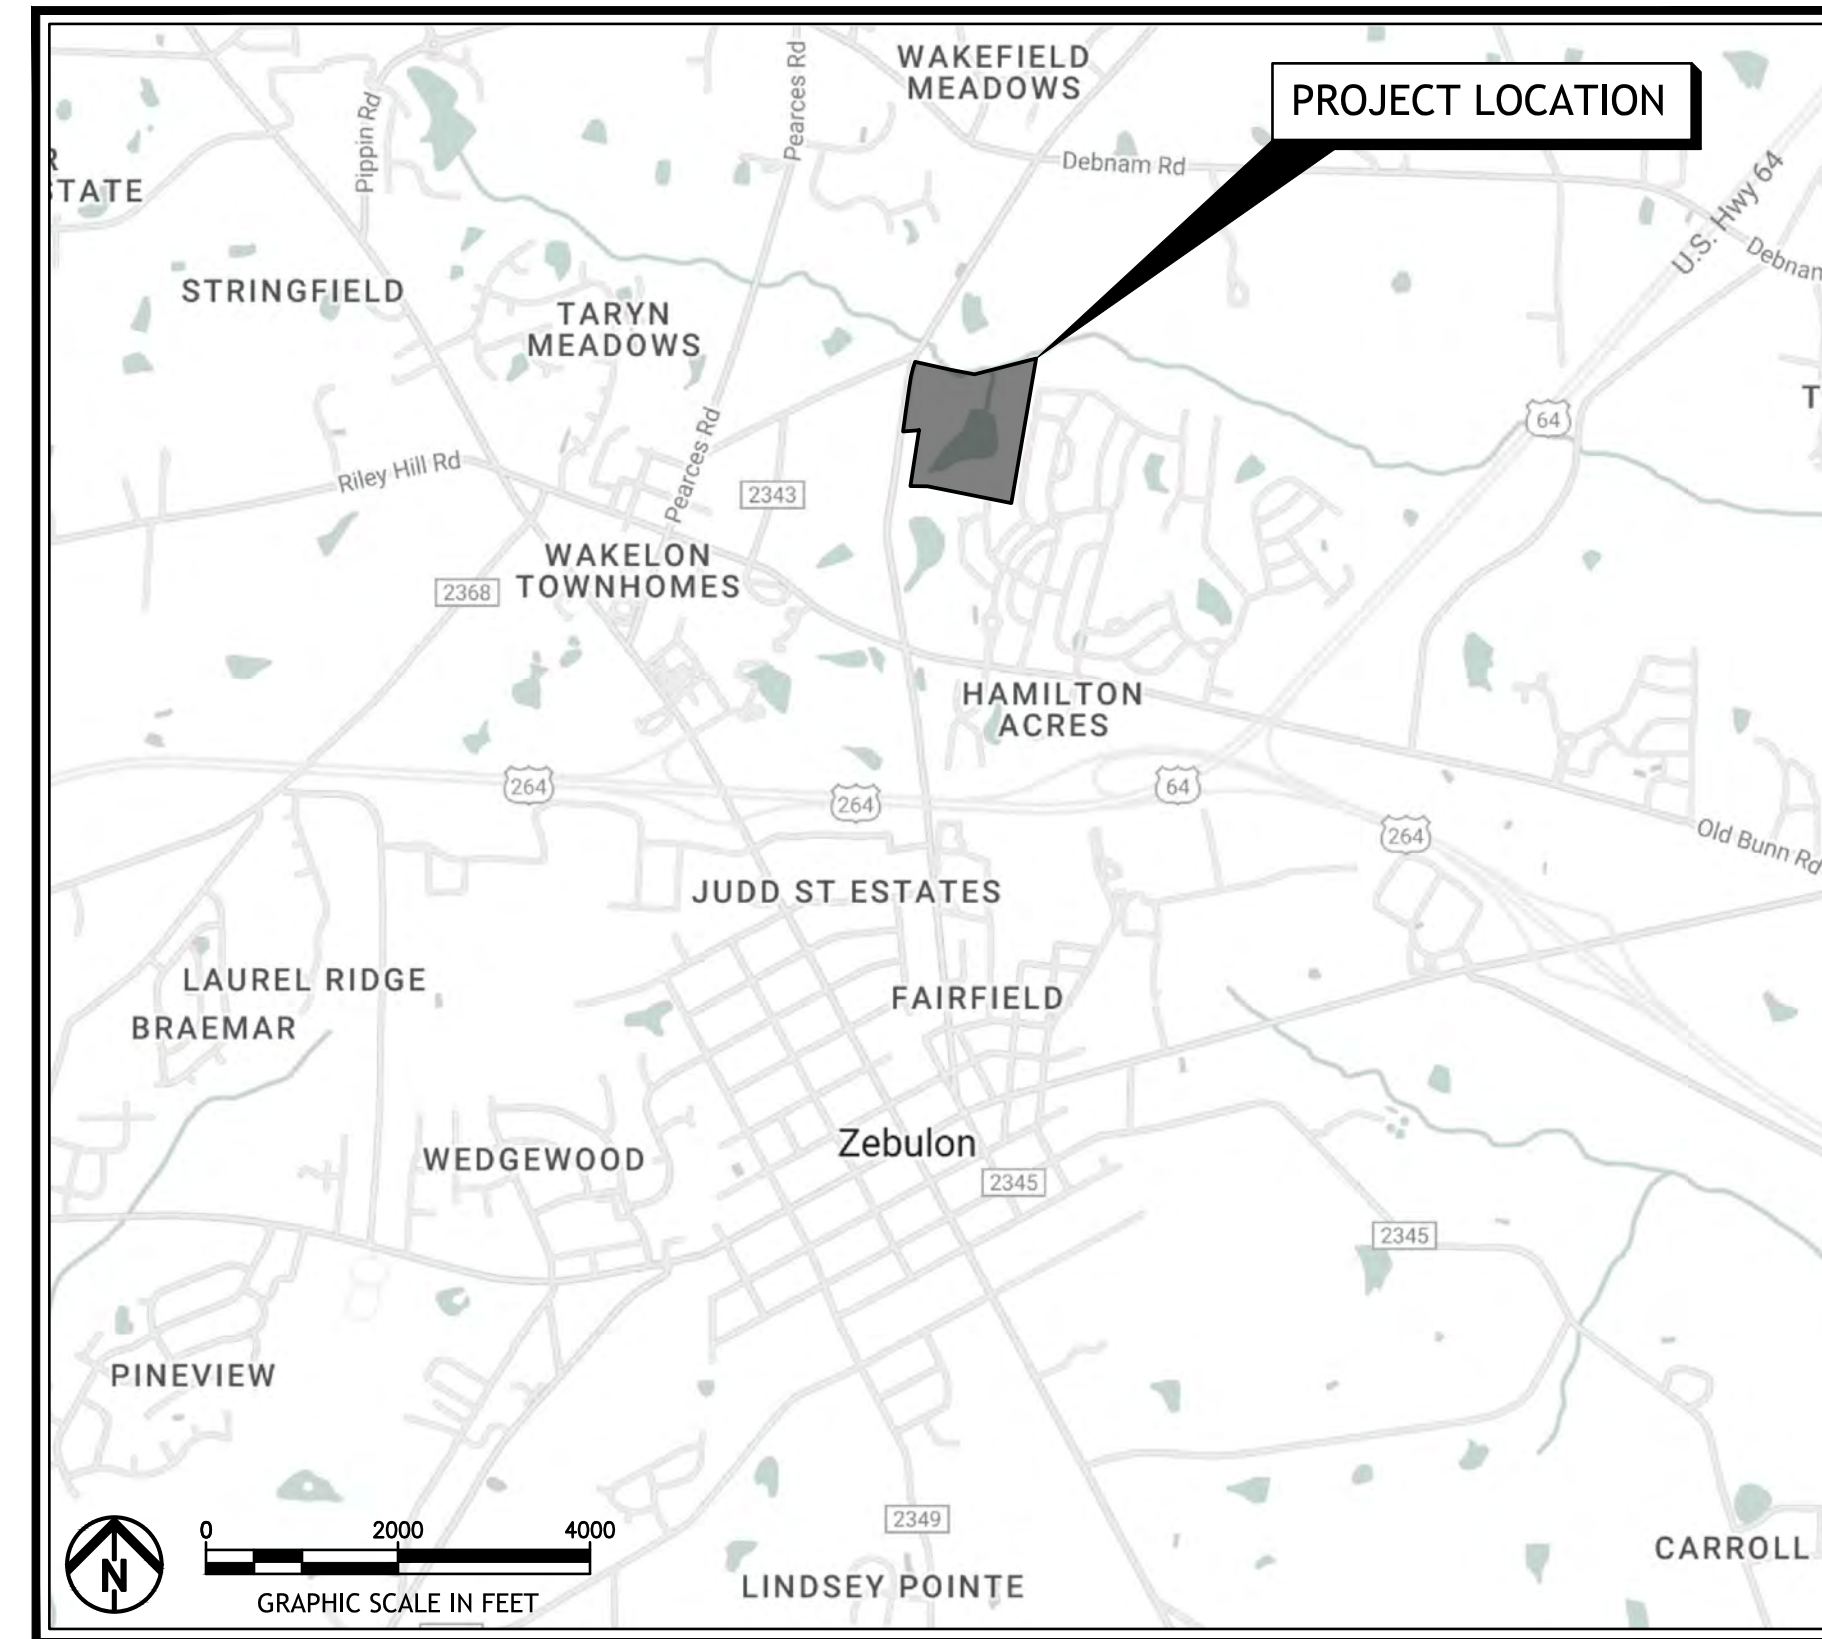 WAKEFIELD
MEADOWS
PROJECT LOCATION
Pearces Rd
Pippin Rd
Debnam Rd
U.S. Hwy 64
STATE
Debnam
STRINGFIELD
TARYN
MEADOWS
64
Pearces Rd
Riley Hill Rd
2343
WAKELON
TOWNHOMES
2368
HAMILTON
ACRES
264
264
64
264
Old Bunn Rd
JUDD ST ESTATES
LAUREL RIDGE
FAIRFIELD
BRAEMAR
Zebulon
WEDGEWOOD
2345
2345
PINEVIEW
2349
0 2000 4000
N
GRAPHIC SCALE IN FEET
CARROLL
LINDSEY POINTE